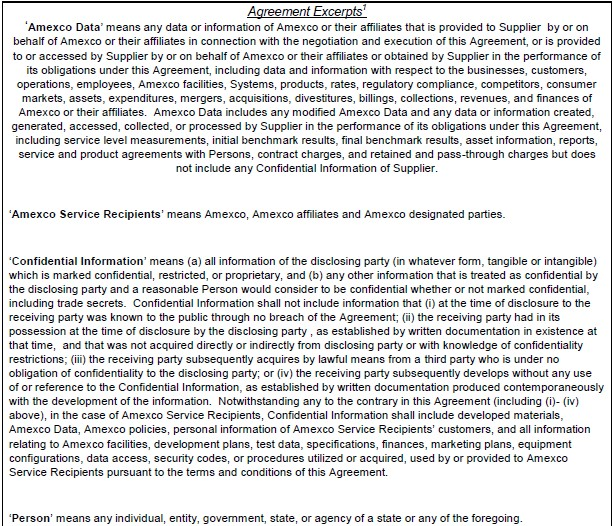 Agreement Excerpts1
'Amexco Data' means any data or information of Amexco or their affiliates that is provided to Supplier by or on
behalf of Amexco or their affiliates in connection with the negotiation and execution of this Agreement, or is provided
to or accessed by Supplier by or on behalf of Amexco or their affiliates or obtained by Supplier in the performance of
its obligations under this Agreement, including data and information with respect to the businesses, customers,
operations, employees, Amexco facilities, Systems, products, rates, regulatory compliance, competitors, consumer
markets, assets, expenditures, mergers, acquisitions, divestitures, billings, collections, revenues, and finances of
Amexco or their affiliates. Amexco Data includes any modified Amexco Data and any data or information created,
generated, accessed, collected, or processed by Supplier in the performance of its obligations under this Agreement,
including service level measurements, initial benchmark results, final benchmark results, asset information, reports,
service and product agreements with Persons, contract charges, and retained and pass-through charges but does
not include any Confidential Information of Supplier.
'Amexco Service Recipients' means Amexco, Amexco affiliates and Amexco designated parties.
'Confidential Information' means (a) all information of the disclosing party (in whatever form, tangible or intangible)
which is marked confidential, restricted, or proprietary, and (b) any other information that is treated as confidential by
the disclosing party and a reasonable Person would consider to be confidential whether or not marked confidential,
including trade secrets. Confidential Information shall not include information that (i) at the time of disclosure to the
receiving party was known to the public through no breach of the Agreement; (ii) the receiving party had in its
possession at the time of disclosure by the disclosing party , as established by written documentation in existence at
that time, and that was not acquired directly or indirectly from disclosing party or with knowledge of confidentiality
restrictions; (iii) the receiving party subsequently acquires by lawful means from a third party who is under no
obligation of confidentiality to the disclosing party; or (iv) the receiving party subsequently develops without any use
of or reference to the Confidential Information, as established by written documentation produced contemporaneously
with the development of the information. Notwithstanding any to the contrary in this Agreement (including (i)- (iv)
above), in the case of Amexco Service Recipients, Confidential Information shall include developed materials,
Amexco Data, Amexco policies, personal information of Amexco Service Recipients' customers, and all information
relating to Amexco facilities, development plans, test data, specifications, finances, marketing plans, equipment
configurations, data access, security codes, or procedures utilized or acquired, used by or provided to Amexco
Service Recipients pursuant to the terms and conditions of this Agreement.
'Person' means any individual, entity, government, state, or agency of a state or any of the foregoing.